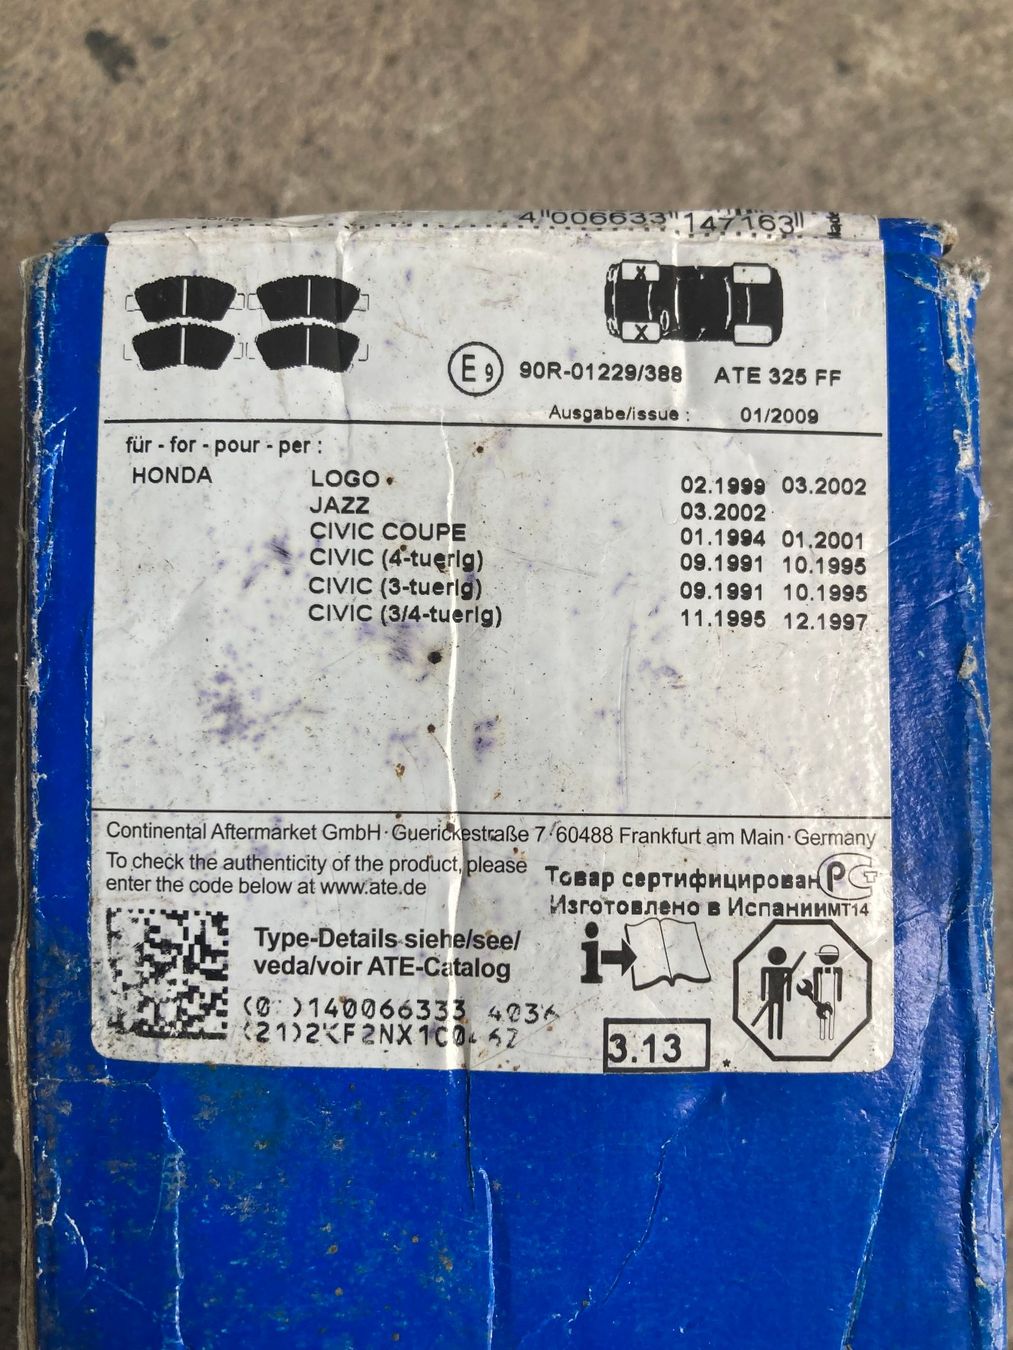 4 006633 147163
X
X
E9 90R-01229/388 ATE 325 FF
Ausgabe/issue : 01/2009
für - for - pour - per :
HONDA LOGO 02.1999 03.2002
JAZZ 03.2002
CIVIC COUPE 01.1994 01.2001
CIVIC (4-tuerig) 09.1991 10.1995
CIVIC (3-tuerig) 09.1991 10.1995
CIVIC (3/4-tuerig) 11.1995 12.1997
Continental Aftermarket GmbH · Guerickestraße 7 · 60488 Frankfurt am Main · Germany
To check the authenticity of the product, please
enter the code below at www.ate.de
Товар сертифицирован РСТ
Изготовлено в Испании МТ14
Type-Details siehe/see/
veda/voir ATE-Catalog
i
3.13 *